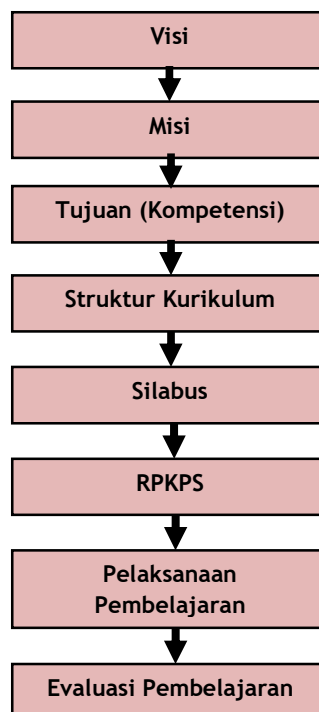 Visi
Misi
Tujuan (Kompetensi)
Struktur Kurikulum
Silabus
RPKPS
Pelaksanaan
Pembelajaran
Evaluasi Pembelajaran